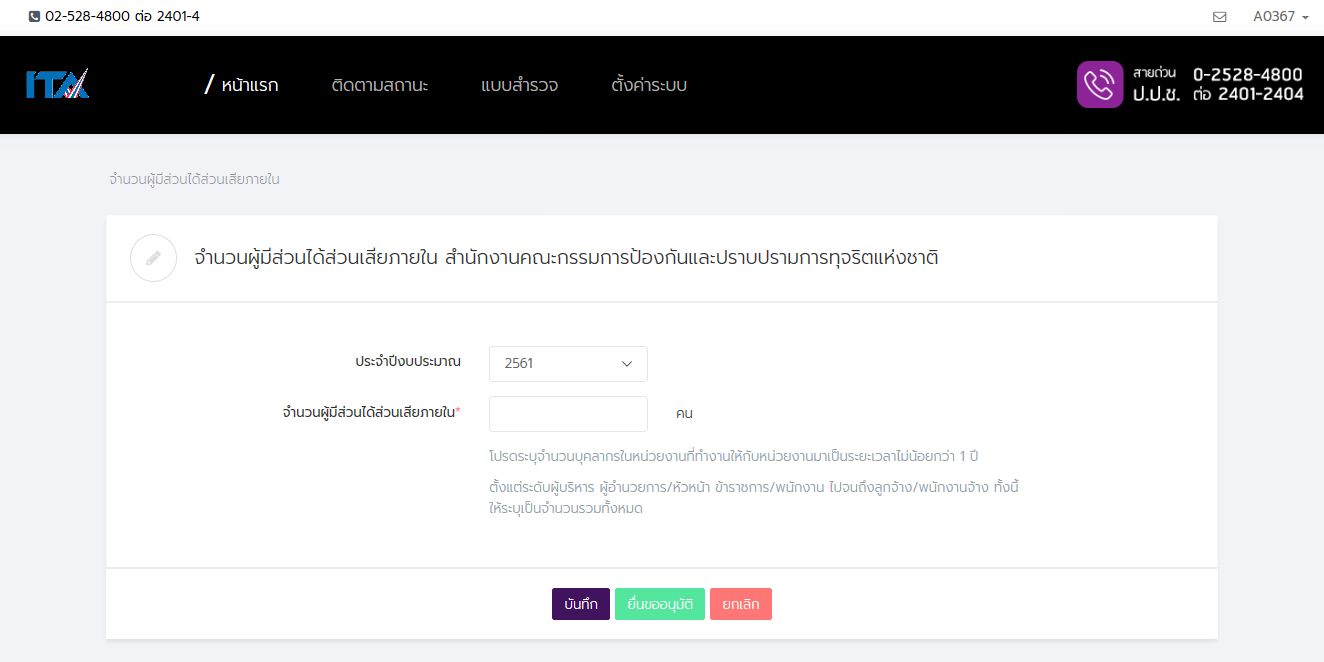 02-528-4800 ต่อ 2401-4
A0367
ITA / หน้าแรก ติดตามสถานะ แบบสำรวจ ตั้งค่าระบบ
สายด่วน 0-2528-4800
ป.ป.ช. ต่อ 2401-2404
จำนวนผู้มีส่วนได้ส่วนเสียภายใน
จำนวนผู้มีส่วนได้ส่วนเสียภายใน สำนักงานคณะกรรมการป้องกันและปราบปรามการทุจริตแห่งชาติ
ประจำปีงบประมาณ 2561
จำนวนผู้มีส่วนได้ส่วนเสียภายใน* คน
โปรดระบุจำนวนบุคลากรในหน่วยงานที่ทำงานให้กับหน่วยงานมาเป็นระยะเวลาไม่น้อยกว่า 1 ปี
ตั้งแต่ระดับผู้บริหาร ผู้อำนวยการ/หัวหน้า ข้าราชการ/พนักงาน ไปจนถึงลูกจ้าง/พนักงานจ้าง ทั้งนี้
ให้ระบุเป็นจำนวนรวมทั้งหมด
บันทึก ยื่นขออนุมัติ ยกเลิก